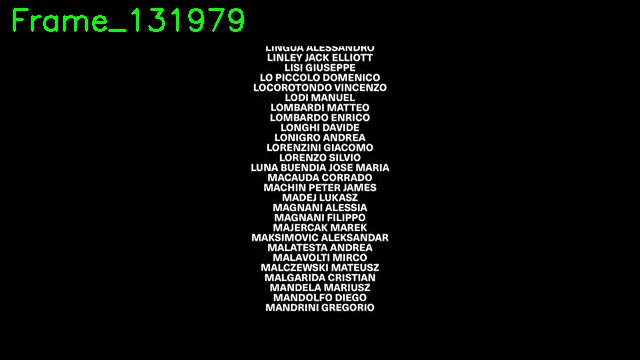 Frame_131979
LINGUA ALESSANDRO
LINLEY JACK ELLIOTT
LISI GIUSEPPE
LO PICCOLO DOMENICO
LOCOROTONDO VINCENZO
LODI MANUEL
LOMBARDI MATTEO
LOMBARDO ENRICO
LONGHI DAVIDE
LONIGRO ANDREA
LORENZINI GIACOMO
LORENZO SILVIO
LUNA BUENDIA JOSE MARIA
MACAUDA CORRADO
MACHIN PETER JAMES
MADEJ LUKASZ
MAGNANI ALESSIA
MAGNANI FILIPPO
MAJERCAK MAREK
MAKSIMOVIC ALEKSANDAR
MALATESTA ANDREA
MALAVOLTI MIRCO
MALCZEWSKI MATEUSZ
MALGARIDA CRISTIAN
MANDELA MARIUSZ
MANDOLFO DIEGO
MANDRINI GREGORIO